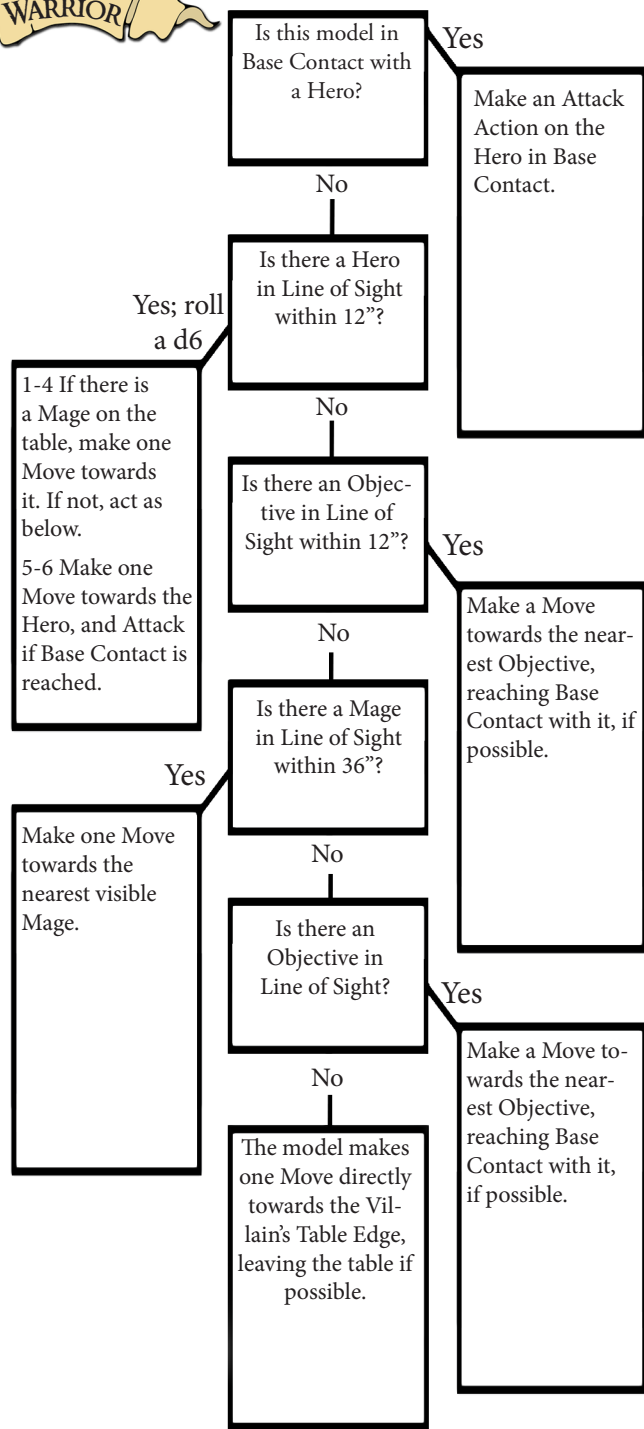 WARRIOR
Is this model in
Base Contact with
a Hero?
Yes
Make an Attack
Action on the
Hero in Base
Contact.
No
Is there a Hero
in Line of Sight
within 12”?
Yes; roll
a d6
1-4 If there is
a Mage on the
table, make one
Move towards
it. If not, act as
below.
5-6 Make one
Move towards the
Hero, and Attack
if Base Contact is
reached.
No
Is there an Objec-
tive in Line of
Sight within 12”?
Yes
Make a Move
towards the near-
est Objective,
reaching Base
Contact with it, if
possible.
No
Is there a Mage
in Line of Sight
within 36”?
Yes
Make one Move
towards the
nearest visible
Mage.
No
Is there an
Objective in
Line of Sight?
Yes
Make a Move to-
wards the near-
est Objective,
reaching Base
Contact with it,
if possible.
No
The model makes
one Move directly
towards the Vil-
lain’s Table Edge,
leaving the table if
possible.